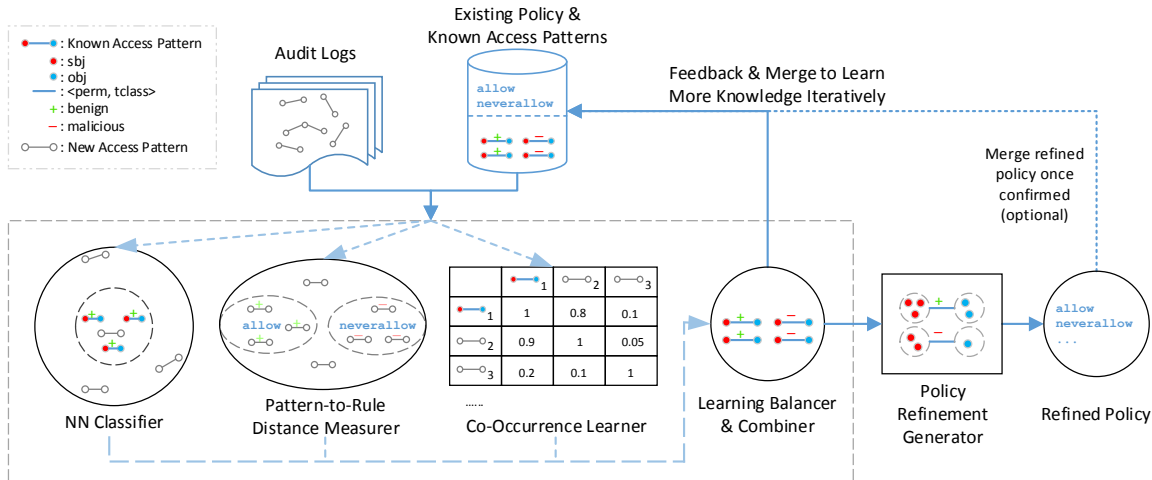 : Known Access Pattern
: sbj
: obj
: <perm, tclass>
+ : benign
− : malicious
: New Access Pattern
Audit Logs
Existing Policy &
Known Access Patterns
allow
neverallow
+ −
+ −
Feedback & Merge to Learn
More Knowledge Iteratively
Merge refined
policy once
confirmed
(optional)
+ +
+
NN Classifier
+ −
allow + neverallow
+ − −
Pattern-to-Rule
Distance Measurer
1 2 3
1 1 0.8 0.1
2 0.9 1 0.05
3 0.2 0.1 1
......
Co-Occurrence Learner
+ −
+ −
Learning Balancer
& Combiner
+
−
Policy
Refinement
Generator
allow
neverallow
...
Refined Policy